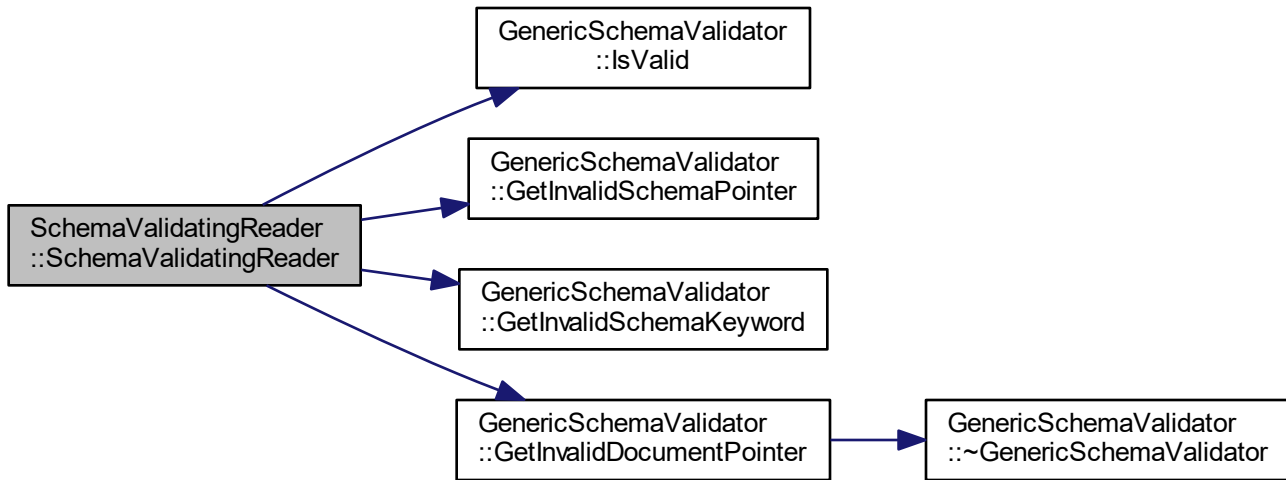 GenericSchemaValidator
::IsValid
GenericSchemaValidator
::GetInvalidSchemaPointer
SchemaValidatingReader
::SchemaValidatingReader
GenericSchemaValidator
::GetInvalidSchemaKeyword
GenericSchemaValidator
::GetInvalidDocumentPointer
GenericSchemaValidator
::~GenericSchemaValidator